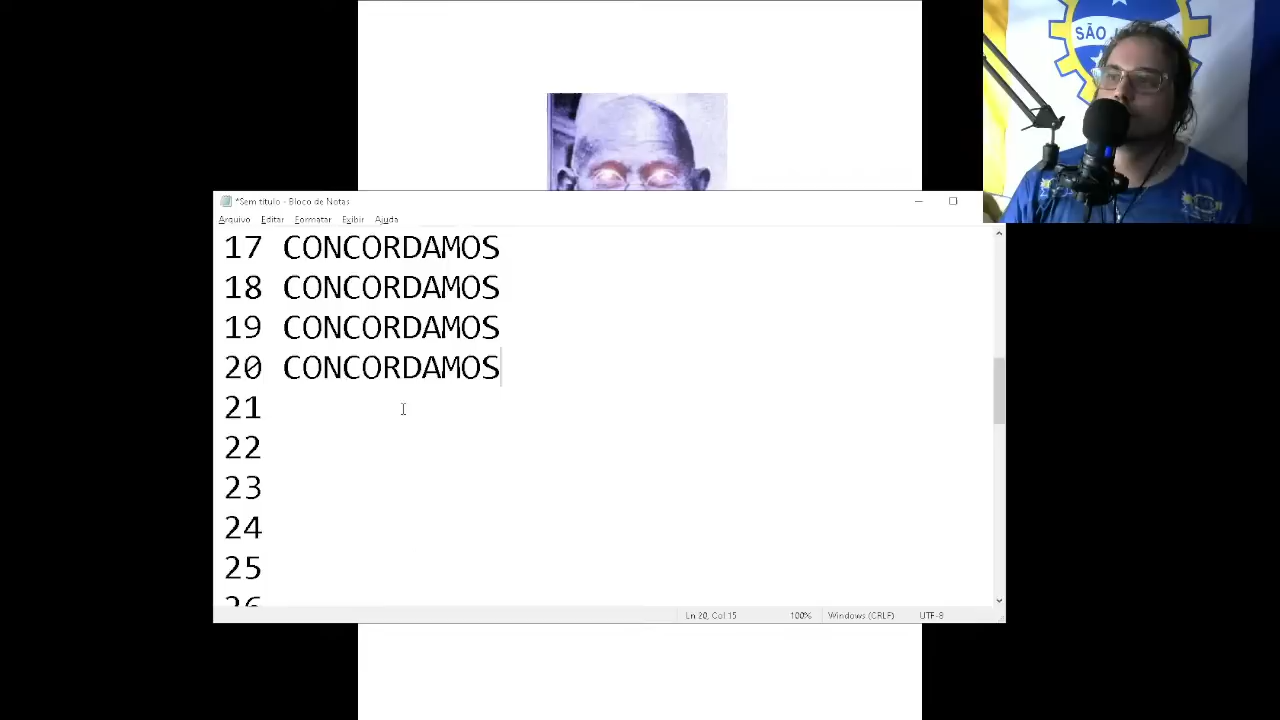 SÃO J
*Sem título - Bloco de Notas
Arquivo Editar Formatar Exibir Ajuda
17 CONCORDAMOS
18 CONCORDAMOS
19 CONCORDAMOS
20 CONCORDAMOS
21
22
23
24
25
26
Ln 20, Col 15 100% Windows (CRLF) UTF-8